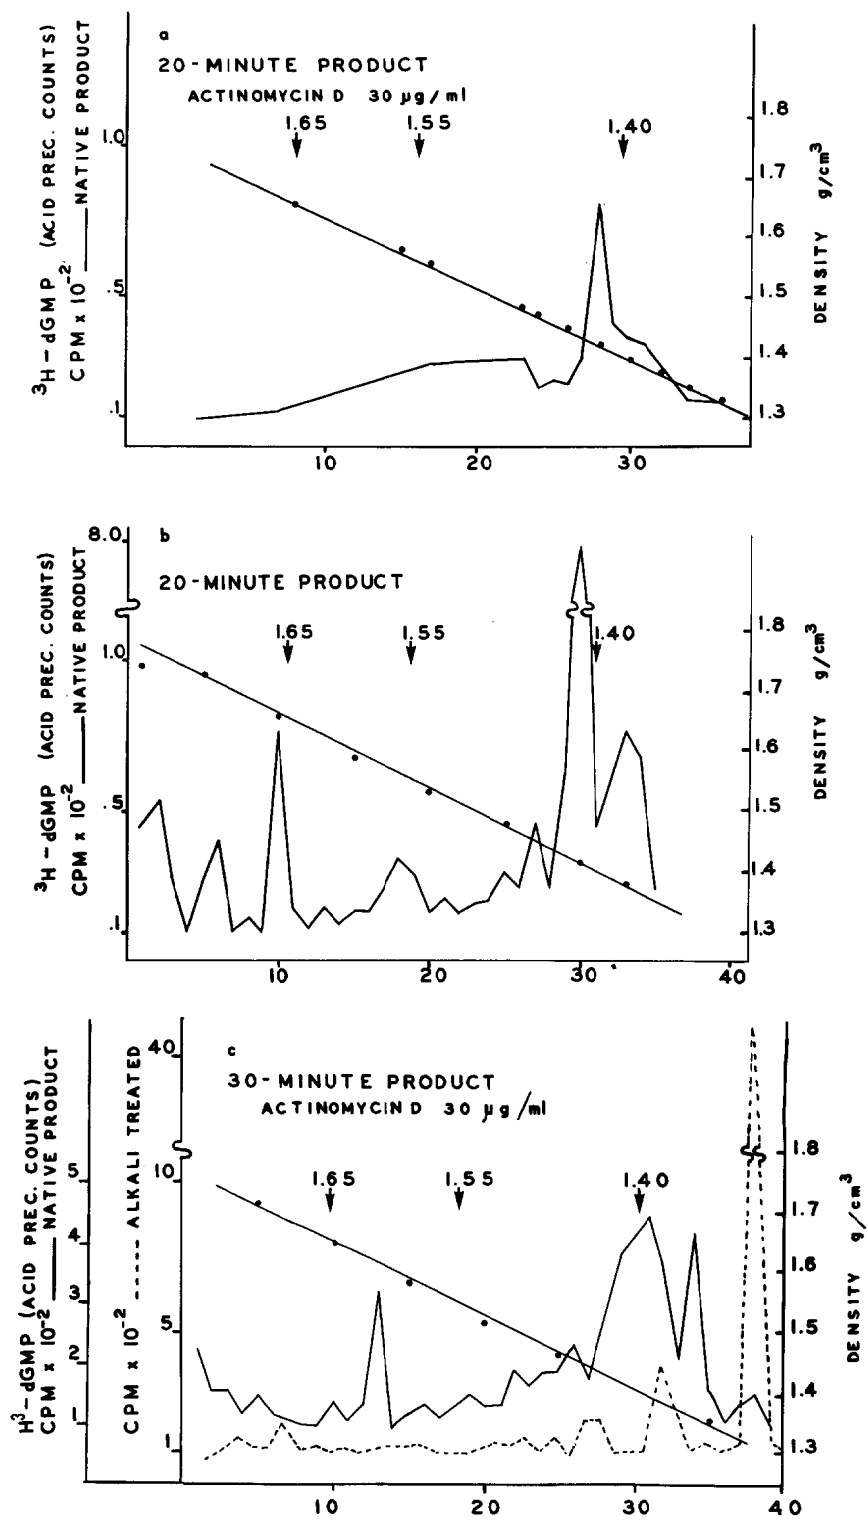 a
20-MINUTE PRODUCT
ACTINOMYCIN D 30 µg/ml
1.65 1.55 1.40
³H-dGMP (ACID PREC. COUNTS)
CPM x 10⁻² NATIVE PRODUCT
1.0
.5
.1
1.8
1.7
1.6
1.5
1.4
1.3
DENSITY g/cm³
10 20 30
b
20-MINUTE PRODUCT
1.65 1.55 1.40
³H-dGMP (ACID PREC. COUNTS)
CPM x 10⁻² NATIVE PRODUCT
8.0
1.0
.5
.1
1.8
1.7
1.6
1.5
1.4
1.3
DENSITY g/cm³
10 20 30 40
c
30-MINUTE PRODUCT
ACTINOMYCIN D 30 µg/ml
1.65 1.55 1.40
H³-dGMP (ACID PREC. COUNTS)
CPM x 10⁻² NATIVE PRODUCT
5
4
3
2
1
CPM x 10⁻² ----- ALKALI TREATED
40
10
5
1
1.8
1.7
1.6
1.5
1.4
1.3
DENSITY g/cm³
10 20 30 40